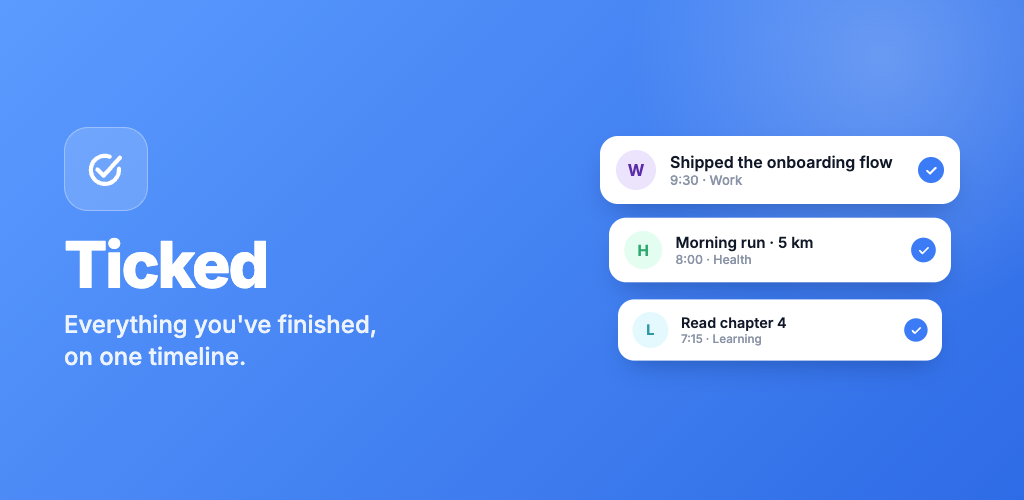 Ticked
Everything you've finished,
on one timeline.
W
Shipped the onboarding flow
9:30 · Work
H
Morning run · 5 km
8:00 · Health
L
Read chapter 4
7:15 · Learning